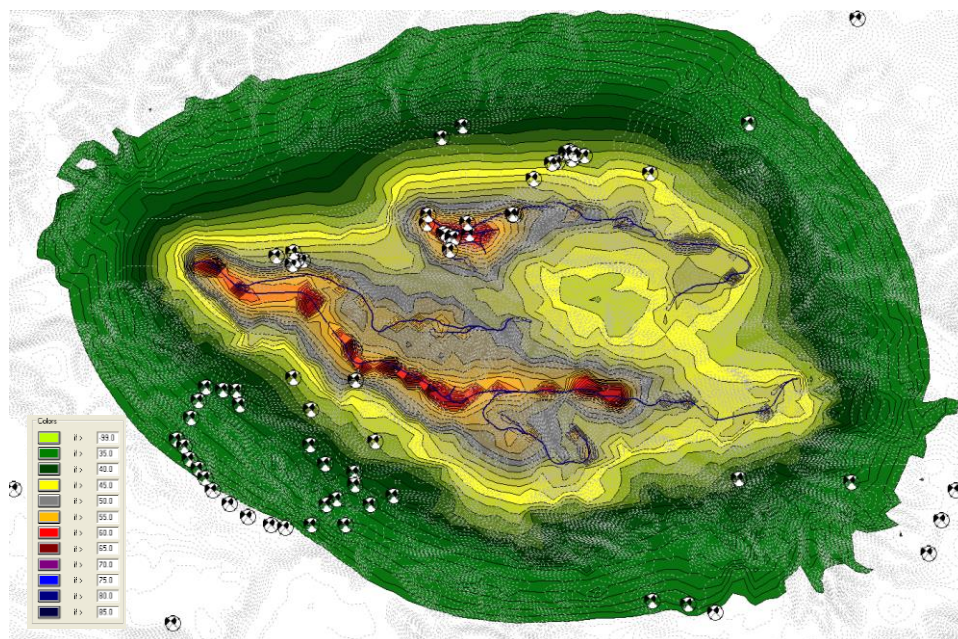 Colors
if > -99.0
if > 35.0
if > 40.0
if > 45.0
if > 50.0
if > 55.0
if > 60.0
if > 65.0
if > 70.0
if > 75.0
if > 80.0
if > 85.0